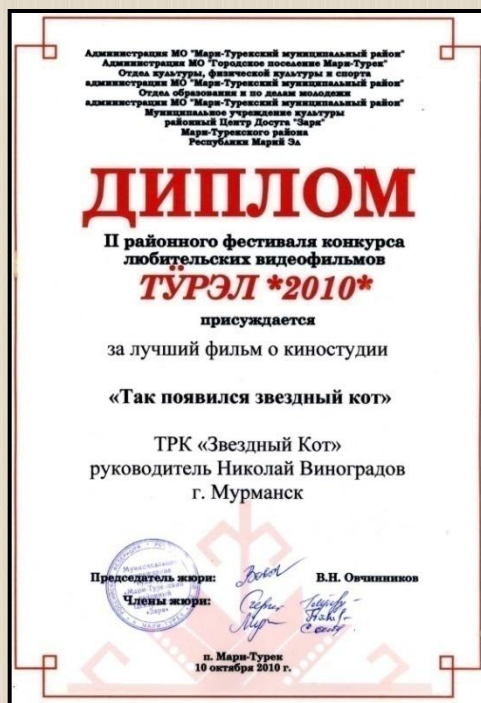 Администрация МО "Мари-Турекский муниципальный район"
Администрация МО "Городское поселение Мари-Турек"
Отдел культуры, физической культуры и спорта
администрации МО "Мари-Турекский муниципальный район"
Отдел образования и по делам молодежи
администрации МО "Мари-Турекский муниципальный район"
Муниципальное учреждение культуры
районный Центр Досуга "Заря"
Мари-Турекского района
Республики Марий Эл
ДИПЛОМ
II районного фестиваля конкурса
любительских видеофильмов
ТӰРЭЛ *2010*
присуждается
за лучший фильм о киностудии
«Так появился звездный кот»
ТРК «Звездный Кот»
руководитель Николай Виноградов
г. Мурманск
Председатель жюри: В.Н. Овчинников
Члены жюри:
п. Мари-Турек
10 октября 2010 г.